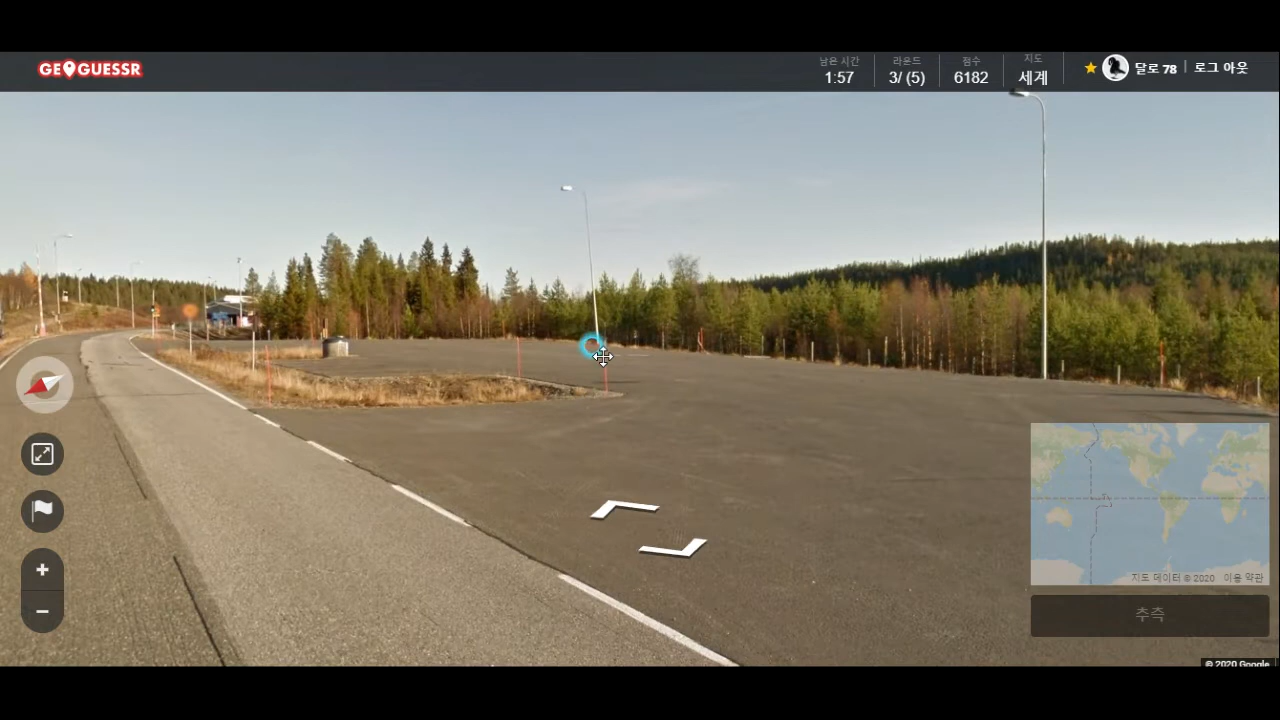 GEOGUESSR
남은 시간
1:57
라운드
3/ (5)
점수
6182
지도
세계
달로 78
로그 아웃
+
−
지도 데이터 © 2020 이용 약관
추측
© 2020 Google